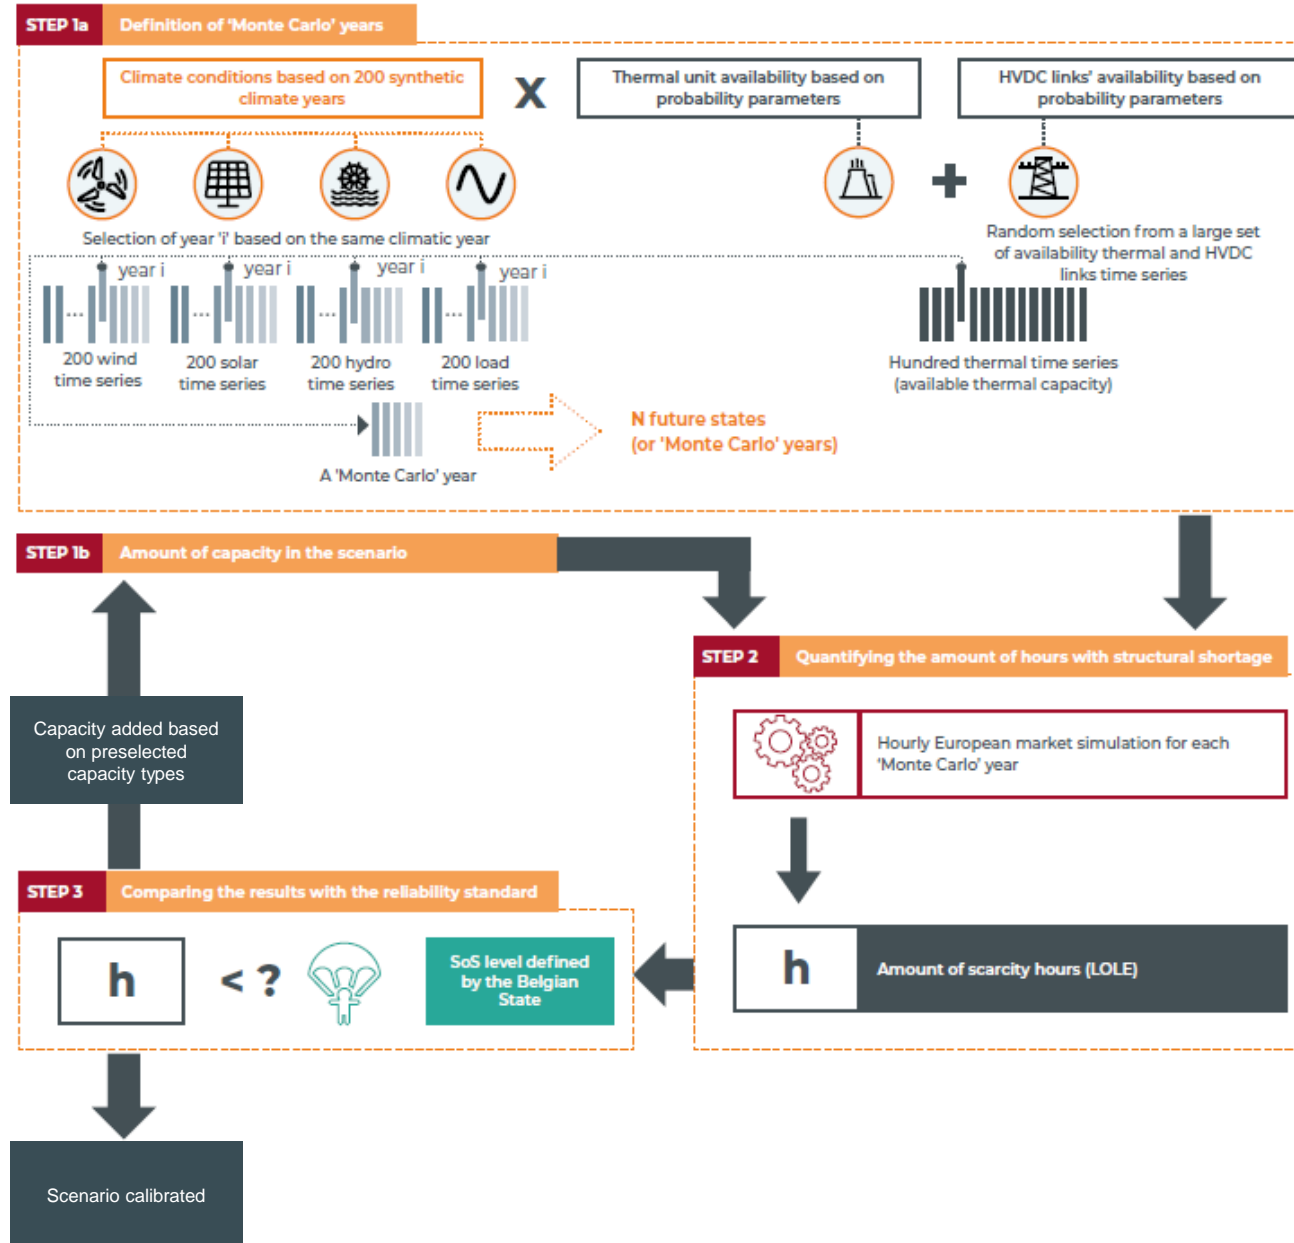 STEP 1a
Definition of 'Monte Carlo' years
Climate conditions based on 200 synthetic
climate years
X
Thermal unit availability based on
probability parameters
HVDC links' availability based on
probability parameters
+
Selection of year 'i' based on the same climatic year
Random selection from a large set
of availability thermal and HVDC
links time series
year i
year i
year i
year i
...
...
...
...
200 wind
time series
200 solar
time series
200 hydro
time series
200 load
time series
Hundred thermal time series
(available thermal capacity)
A 'Monte Carlo' year
N future states
(or 'Monte Carlo' years)
STEP 1b
Amount of capacity in the scenario
STEP 2
Quantifying the amount of hours with structural shortage
Capacity added based
on preselected
capacity types
Hourly European market simulation for each
'Monte Carlo' year
STEP 3
Comparing the results with the reliability standard
h
< ?
SoS level defined
by the Belgian
State
h
Amount of scarcity hours (LOLE)
Scenario calibrated